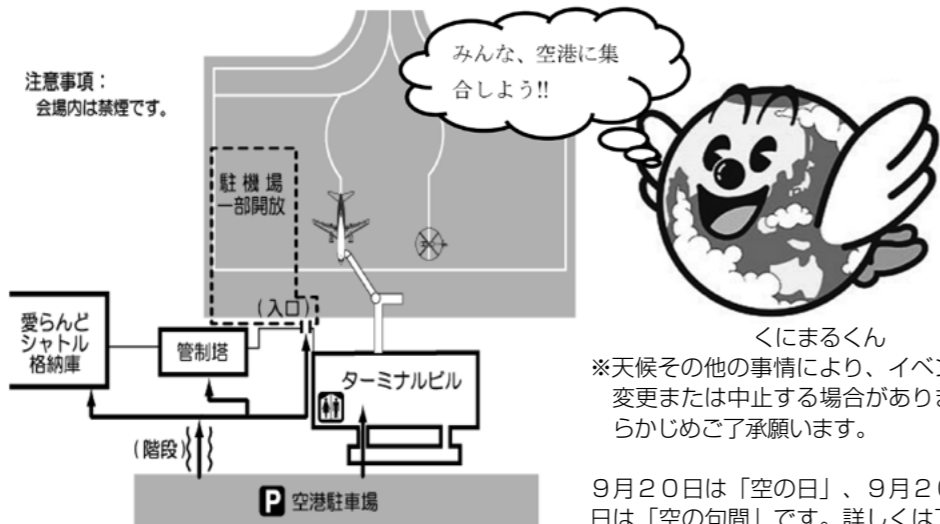 注意事項：
会場内は禁煙です。
みんな、空港に集
合しよう!!
駐機場
一部開放
(入口)
愛らんど
シャトル
格納庫
管制塔
ターミナルビル
(階段)
P 空港駐車場
くにまるくん
※天候その他の事情により、イベン
変更または中止する場合がありま
らかじめご了承願います。
９月２０日は「空の日」、９月２０
日は「空の旬間」です。詳しくは